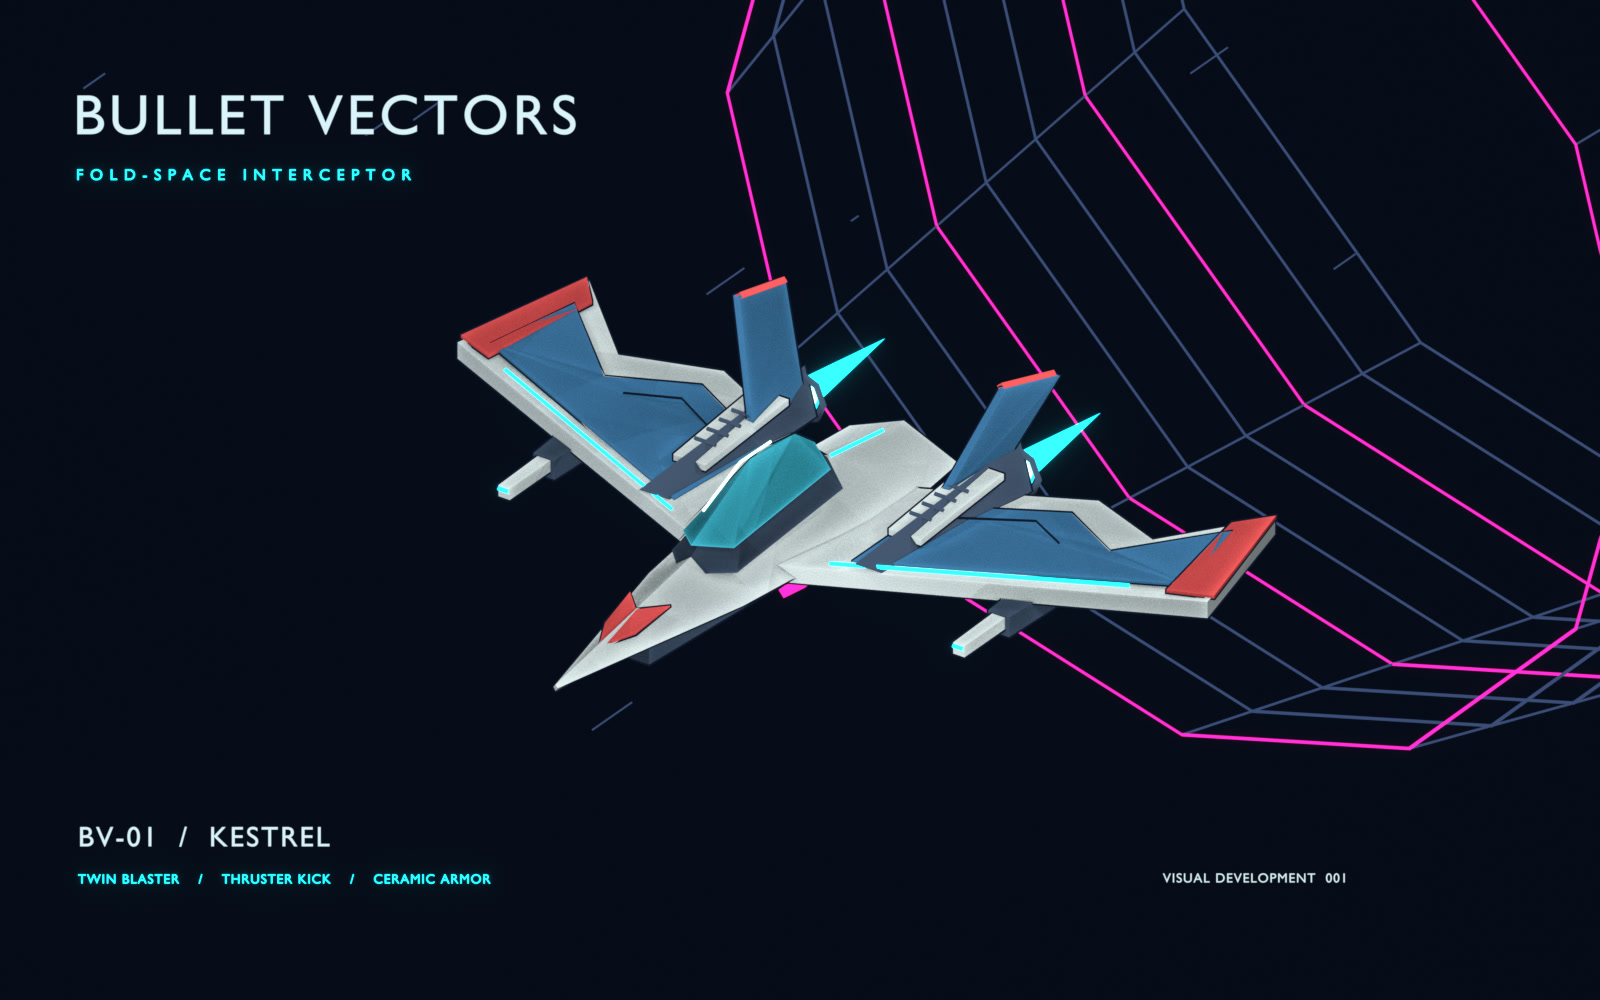 BULLET VECTORS
FOLD-SPACE INTERCEPTOR
BV-01 / KESTREL
TWIN BLASTER / THRUSTER KICK / CERAMIC ARMOR
VISUAL DEVELOPMENT 001